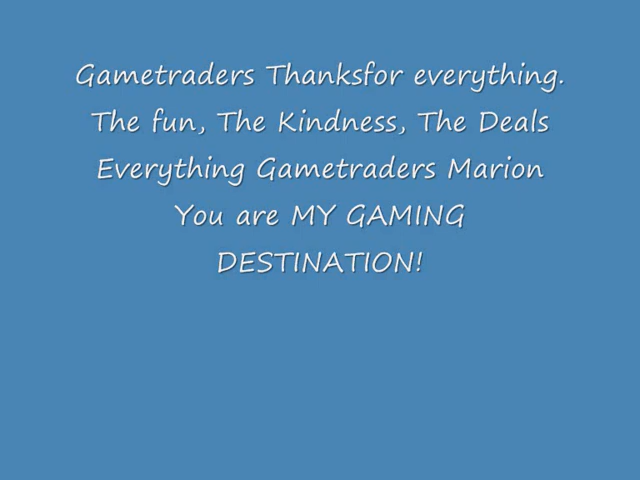 Gametraders Thanksfor everything.
The fun, The Kindness, The Deals
Everything Gametraders Marion
You are MY GAMING
DESTINATION!